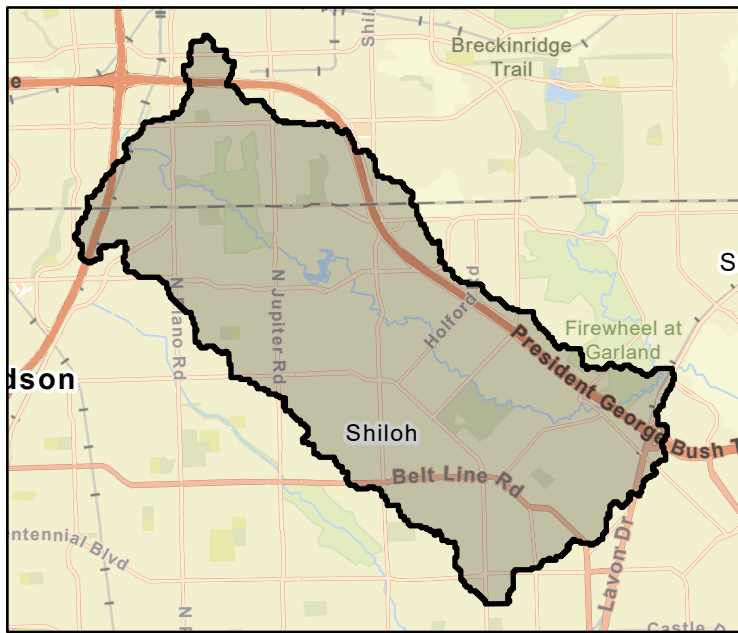 Shil
Breckinridge
Trail
e
S
N Plano Rd
N Jupiter Rd
Holford Rd
Firewheel at
Garland
President George Bush T
dson
Shiloh
Belt Line Rd
entennial Blvd
Lavon Dr
N R
Castle D